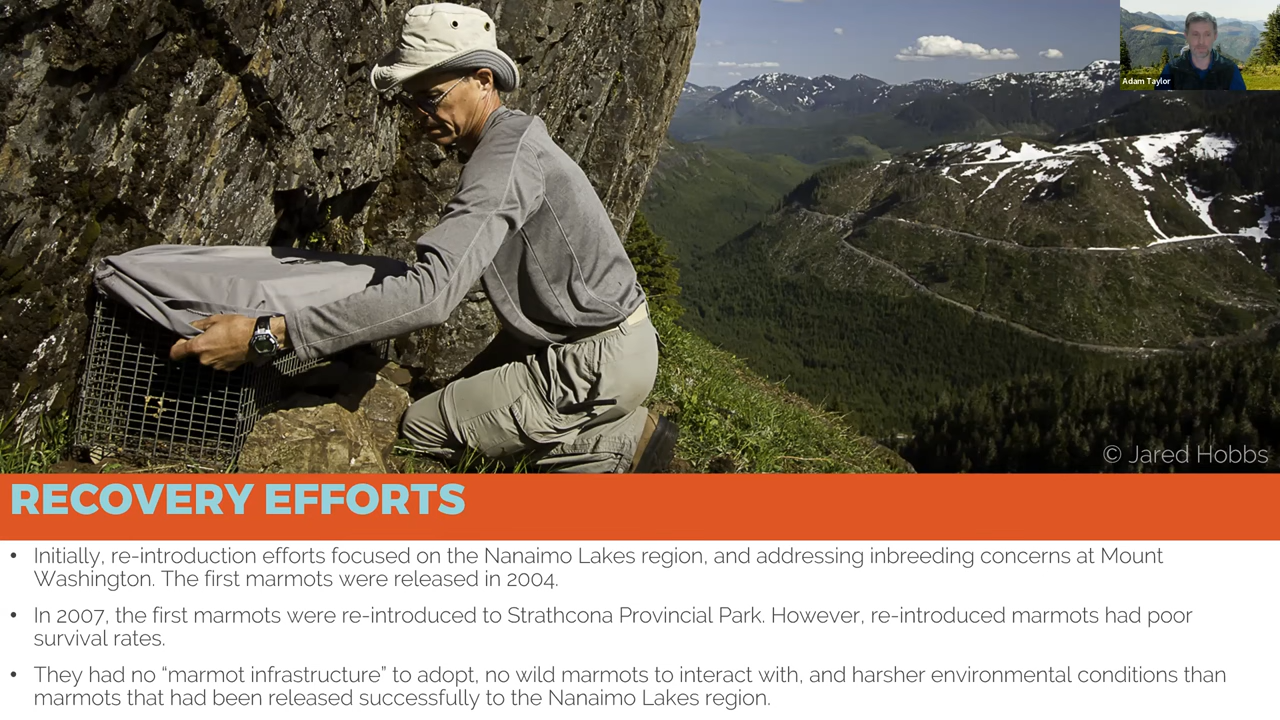 Adam Taylor
© Jared Hobbs
RECOVERY EFFORTS
• Initially, re-introduction efforts focused on the Nanaimo Lakes region, and addressing inbreeding concerns at Mount
Washington. The first marmots were released in 2004.
• In 2007, the first marmots were re-introduced to Strathcona Provincial Park. However, re-introduced marmots had poor
survival rates.
• They had no “marmot infrastructure” to adopt, no wild marmots to interact with, and harsher environmental conditions than
marmots that had been released successfully to the Nanaimo Lakes region.